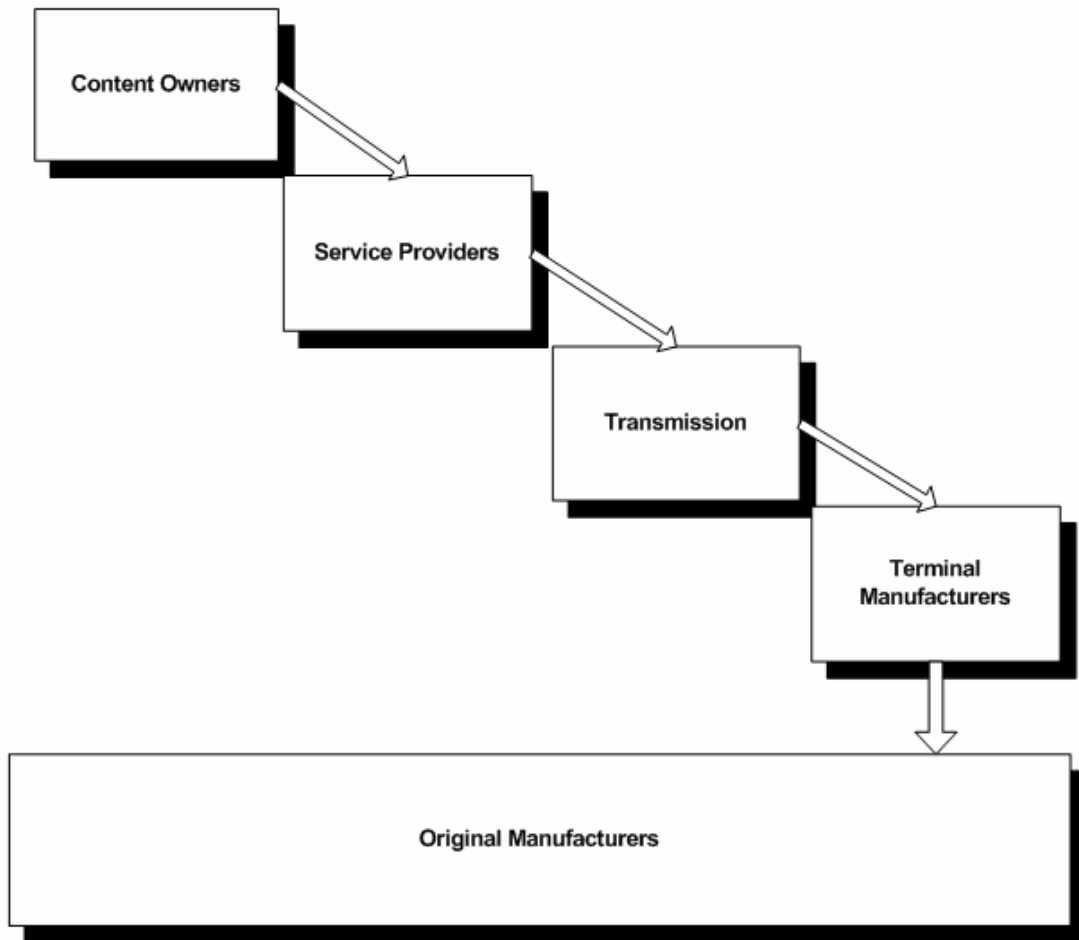 Content Owners
Service Providers
Transmission
Terminal
Manufacturers
Original Manufacturers